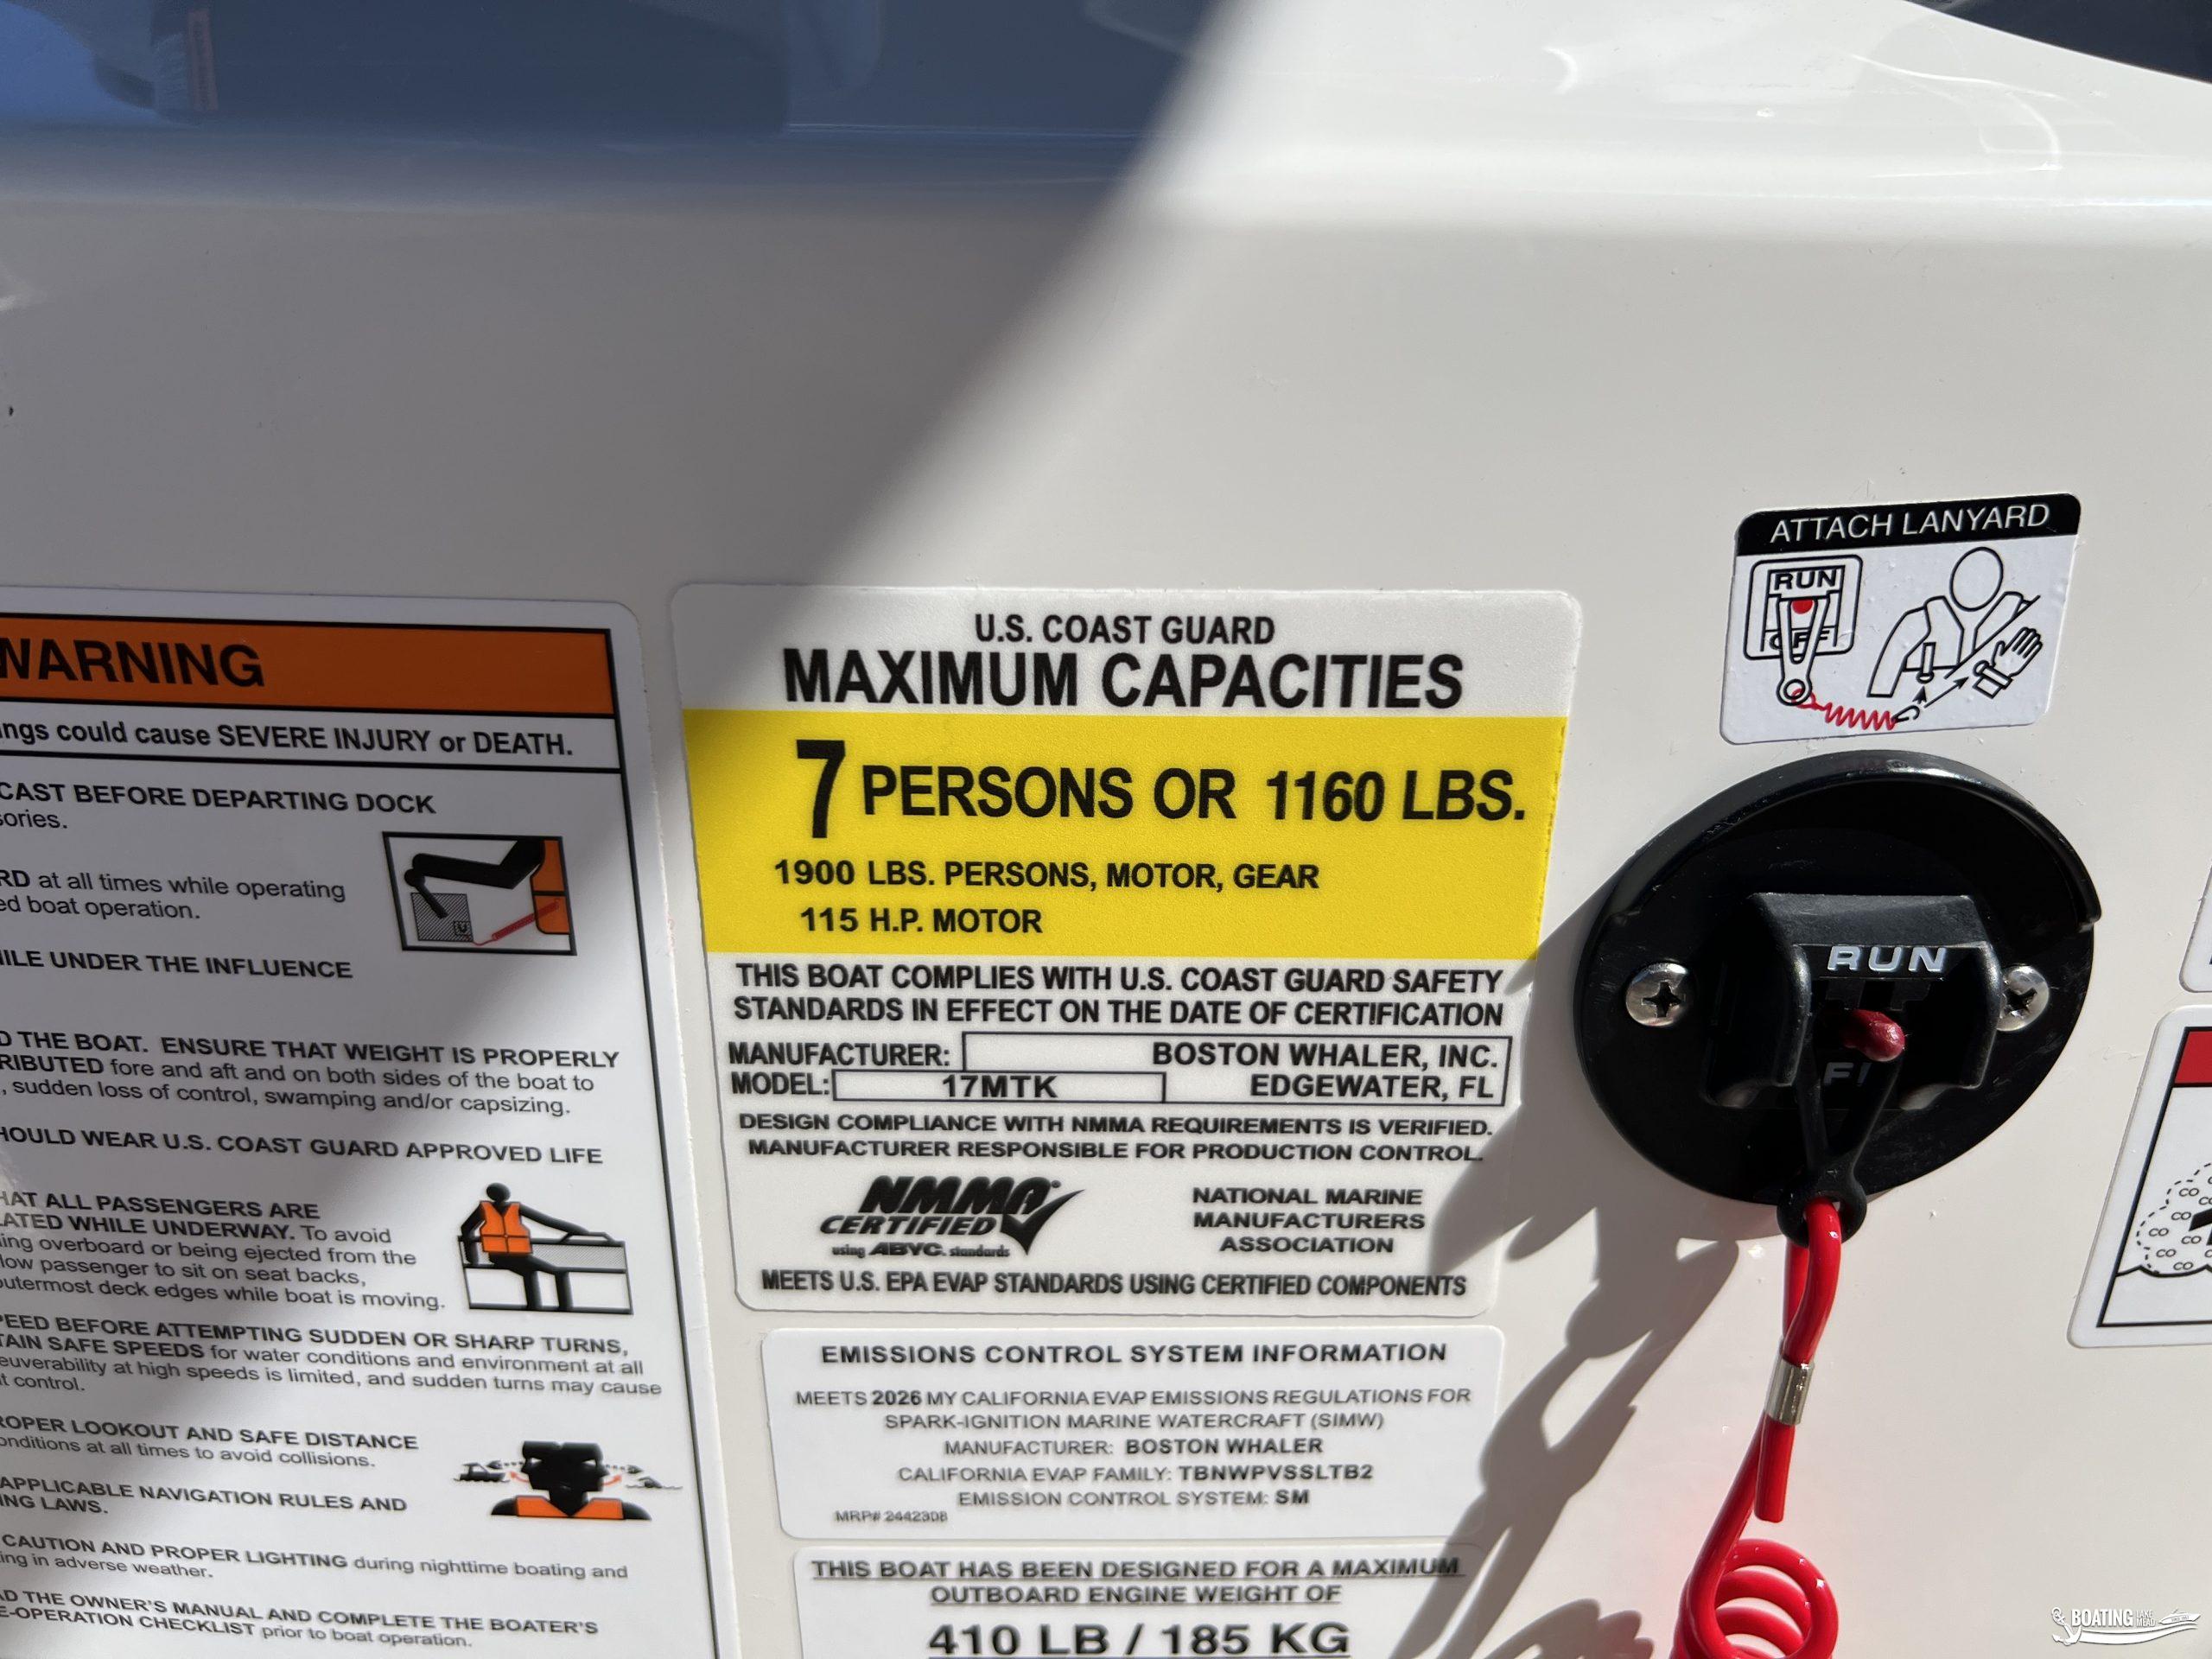 WARNING
ings could cause SEVERE INJURY or DEATH.
CAST BEFORE DEPARTING DOCK
sories.
RD at all times while operating
ed boat operation.
ILE UNDER THE INFLUENCE
D THE BOAT. ENSURE THAT WEIGHT IS PROPERLY
RIBUTED fore and aft and on both sides of the boat to
, sudden loss of control, swamping and/or capsizing.
HOULD WEAR U.S. COAST GUARD APPROVED LIFE
HAT ALL PASSENGERS ARE
ATED WHILE UNDERWAY. To avoid
ing overboard or being ejected from the
low passenger to sit on seat backs,
outermost deck edges while boat is moving.
PEED BEFORE ATTEMPTING SUDDEN OR SHARP TURNS,
TAIN SAFE SPEEDS for water conditions and environment at all
euverability at high speeds is limited, and sudden turns may cause
t control.
ROPER LOOKOUT AND SAFE DISTANCE
onditions at all times to avoid collisions.
APPLICABLE NAVIGATION RULES AND
ING LAWS.
CAUTION AND PROPER LIGHTING during nighttime boating and
ing in adverse weather.
AD THE OWNER'S MANUAL AND COMPLETE THE BOATER'S
E-OPERATION CHECKLIST prior to boat operation.
U.S. COAST GUARD
MAXIMUM CAPACITIES
7 PERSONS OR 1160 LBS.
1900 LBS. PERSONS, MOTOR, GEAR
115 H.P. MOTOR
THIS BOAT COMPLIES WITH U.S. COAST GUARD SAFETY
STANDARDS IN EFFECT ON THE DATE OF CERTIFICATION
MANUFACTURER: BOSTON WHALER, INC.
MODEL: 17MTK EDGEWATER, FL
DESIGN COMPLIANCE WITH NMMA REQUIREMENTS IS VERIFIED.
MANUFACTURER RESPONSIBLE FOR PRODUCTION CONTROL.
NMMA
CERTIFIED
using ABYC. standards
NATIONAL MARINE
MANUFACTURERS
ASSOCIATION
MEETS U.S. EPA EVAP STANDARDS USING CERTIFIED COMPONENTS
EMISSIONS CONTROL SYSTEM INFORMATION
MEETS 2026 MY CALIFORNIA EVAP EMISSIONS REGULATIONS FOR
SPARK-IGNITION MARINE WATERCRAFT (SIMW)
MANUFACTURER: BOSTON WHALER
CALIFORNIA EVAP FAMILY: TBNWPVSSLTB2
EMISSION CONTROL SYSTEM: SM
MRP# 2442308
THIS BOAT HAS BEEN DESIGNED FOR A MAXIMUM
OUTBOARD ENGINE WEIGHT OF
410 LB / 185 KG
ATTACH LANYARD
RUN
OFF
RUN
CO
CO
CO
CO
CO
CO
BOATING LAKE MEAD